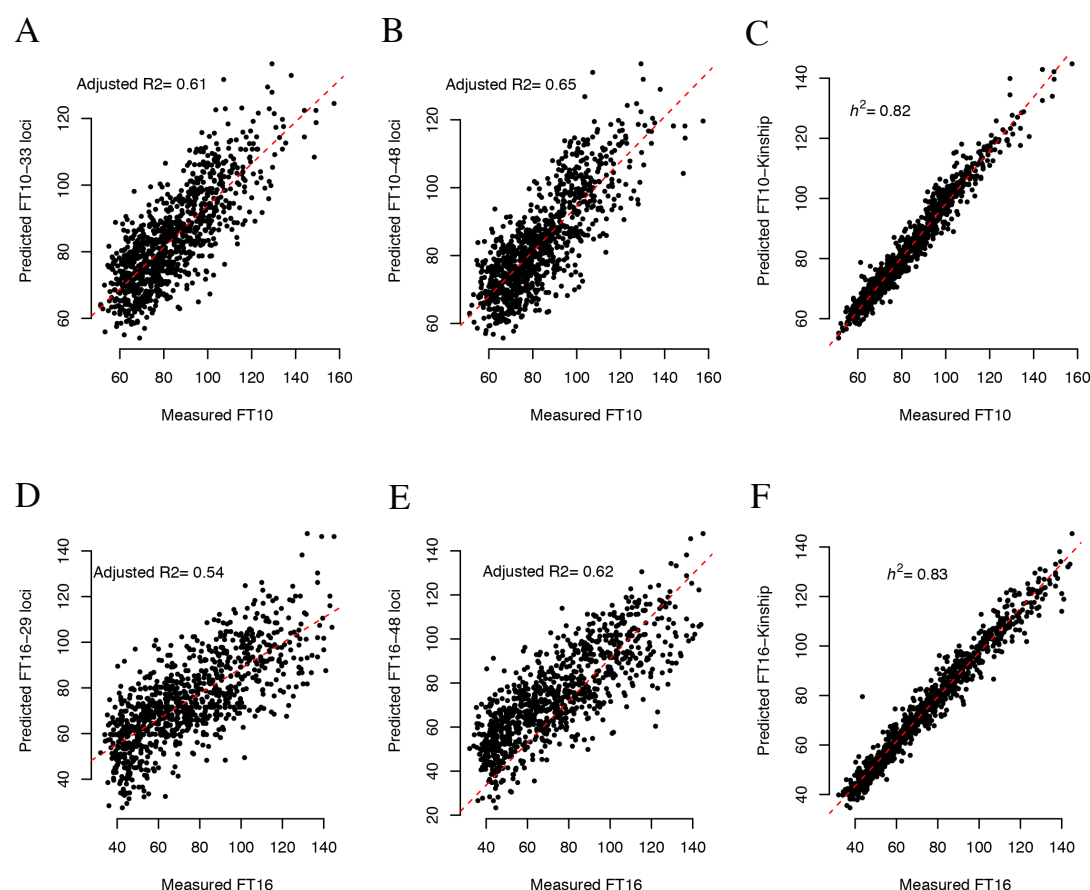 A
Adjusted R2= 0.61
Predicted FT10−33 loci
60 80 100 120
60 80 100 120 140 160
Measured FT10
B
Adjusted R2= 0.65
Predicted FT10−48 loci
60 80 100 120
60 80 100 120 140 160
Measured FT10
C
h2= 0.82
Predicted FT10−Kinship
60 80 100 120 140
60 80 100 120 140 160
Measured FT10
D
Adjusted R2= 0.54
Predicted FT16−29 loci
40 60 80 100 120 140
40 60 80 100 120 140
Measured FT16
E
Adjusted R2= 0.62
Predicted FT16−48 loci
20 40 60 80 100 120 140
40 60 80 100 120 140
Measured FT16
F
h2= 0.83
Predicted FT16−Kinship
40 60 80 100 120 140
40 60 80 100 120 140
Measured FT16